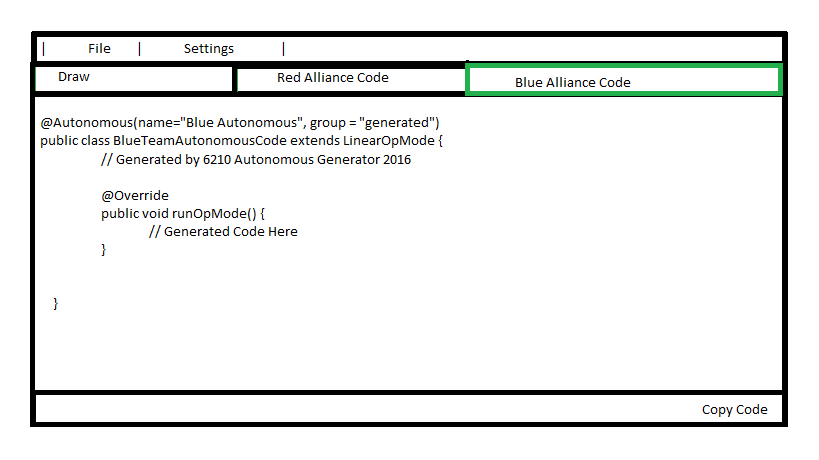 | File | Settings |
Draw Red Alliance Code Blue Alliance Code
@Autonomous(name="Blue Autonomous", group = "generated")
public class BlueTeamAutonomousCode extends LinearOpMode {
// Generated by 6210 Autonomous Generator 2016
@Override
public void runOpMode() {
// Generated Code Here
}
}
Copy Code